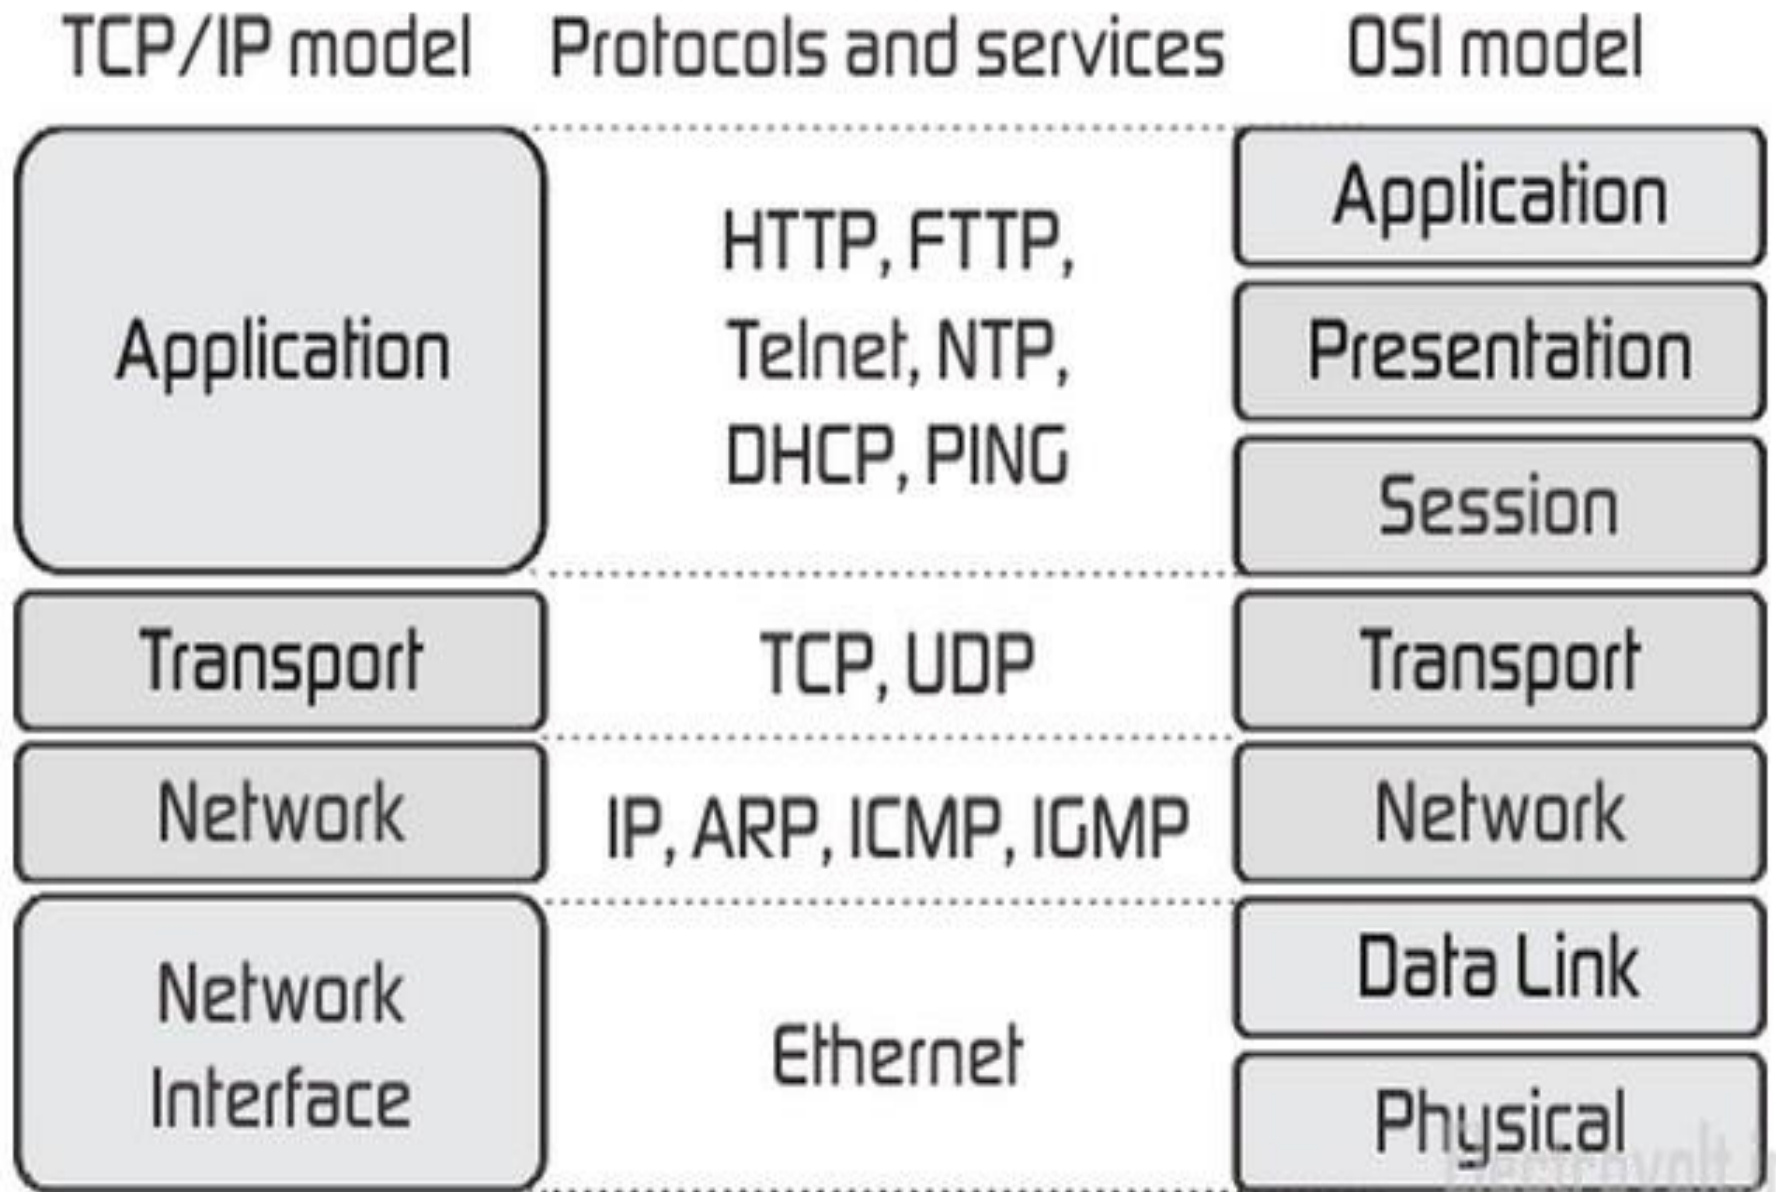 TCP/IP model
Protocols and services
OSI model
Application
HTTP, FTTP,
Telnet, NTP,
DHCP, PING
Application
Presentation
Session
Transport
TCP, UDP
Transport
Network
IP, ARP, ICMP, IGMP
Network
Network
Interface
Ethernet
Data Link
Physical